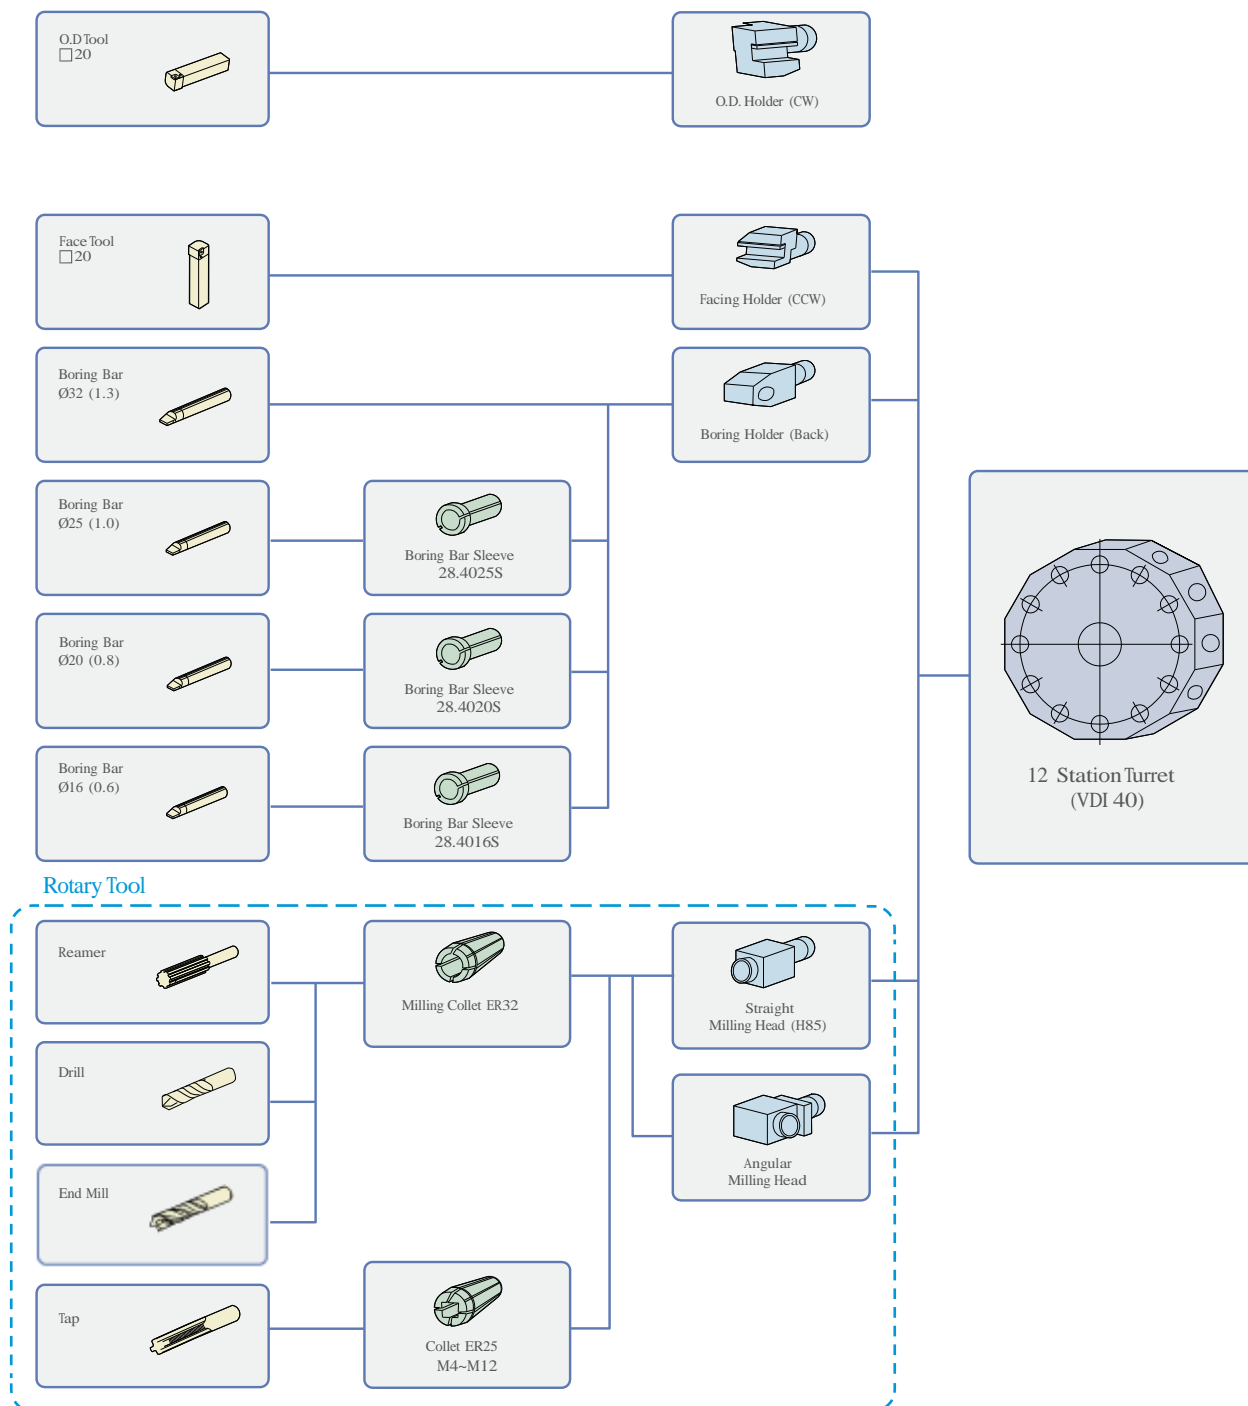 O.D Tool
□20
O.D. Holder (CW)
Face Tool
□20
Facing Holder (CCW)
Boring Bar
Ø32 (1.3)
Boring Holder (Back)
Boring Bar
Ø25 (1.0)
Boring Bar Sleeve
28.4025S
Boring Bar
Ø20 (0.8)
Boring Bar Sleeve
28.4020S
Boring Bar
Ø16 (0.6)
Boring Bar Sleeve
28.4016S
12 Station Turret
(VDI 40)
Rotary Tool
Reamer
Milling Collet ER32
Straight
Milling Head (H85)
Drill
Angular
Milling Head
End Mill
Tap
Collet ER25
M4~M12